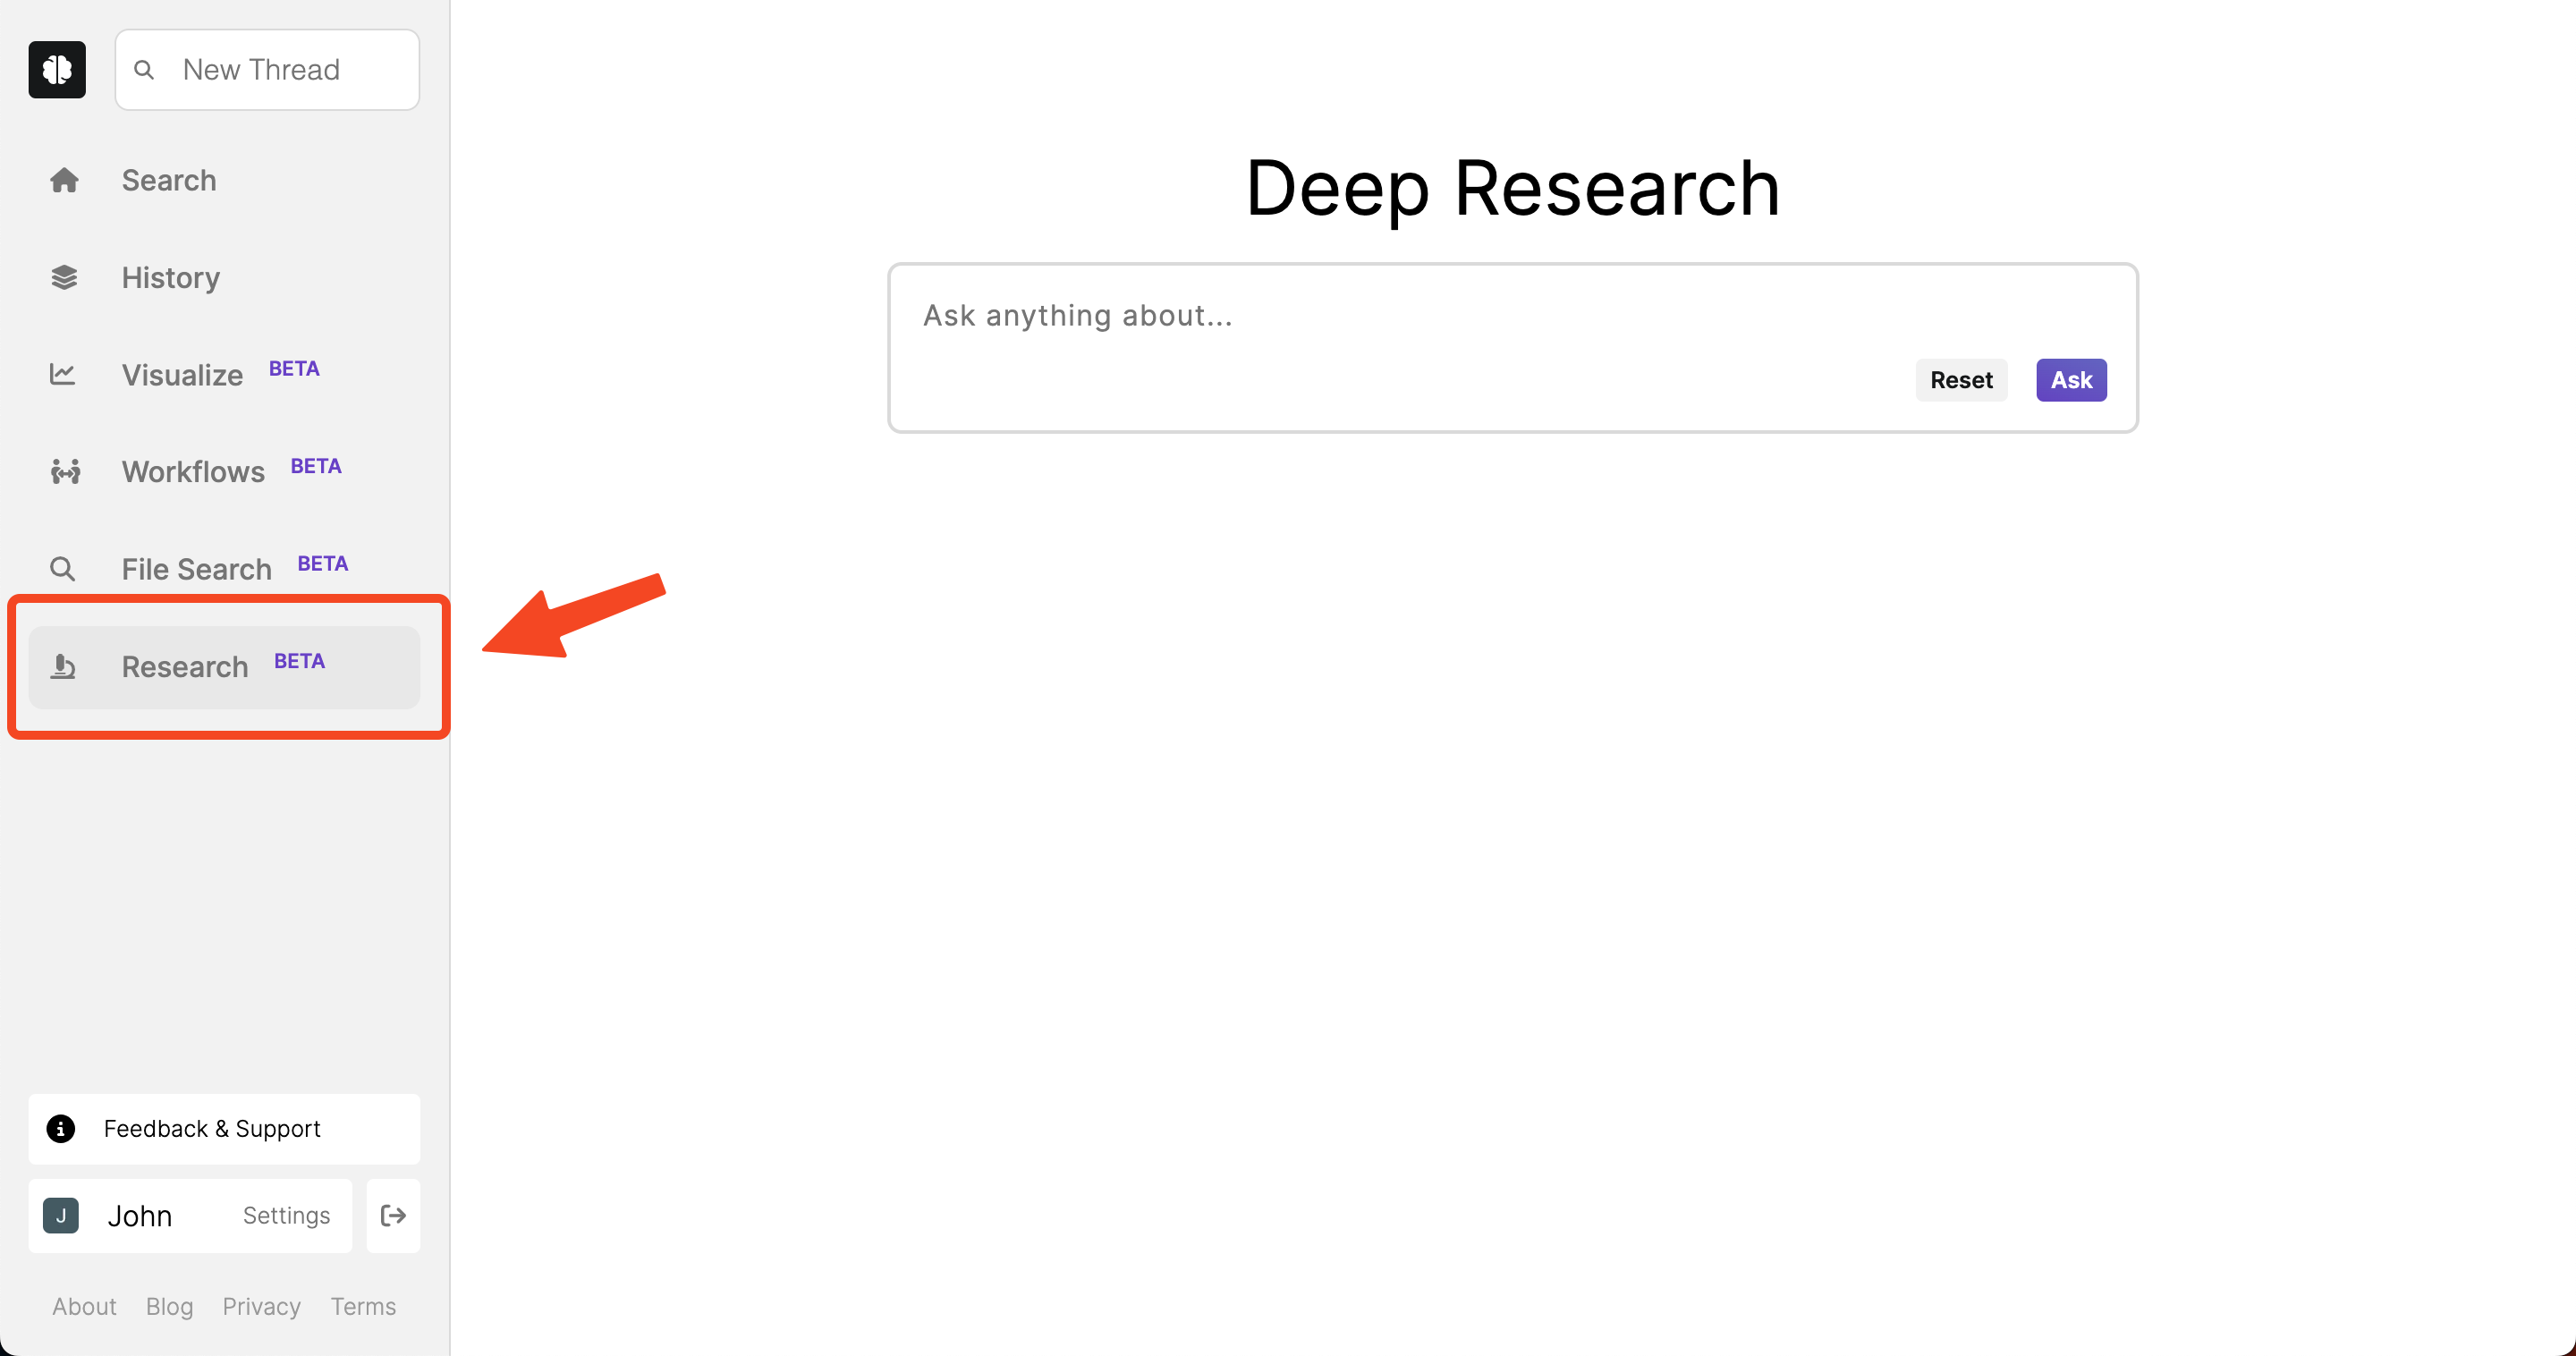 New Thread
Search
History
Visualize BETA
Workflows BETA
File Search BETA
Research BETA
Feedback & Support
J John Settings
About Blog Privacy Terms
Deep Research
Ask anything about...
Reset Ask